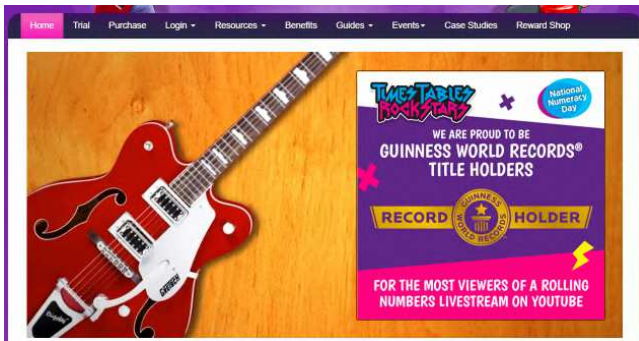 Home Trial Purchase Login Resources Benefits Guides Events Case Studies Reward Shop
TIMES TABLES
ROCK STARS
National
Numeracy
Day
WE ARE PROUD TO BE
GUINNESS WORLD RECORDS®
TITLE HOLDERS
RECORD HOLDER
GUINNESS
WORLD RECORDS
FOR THE MOST VIEWERS OF A ROLLING
NUMBERS LIVESTREAM ON YOUTUBE
GRETSCH
Bigsby